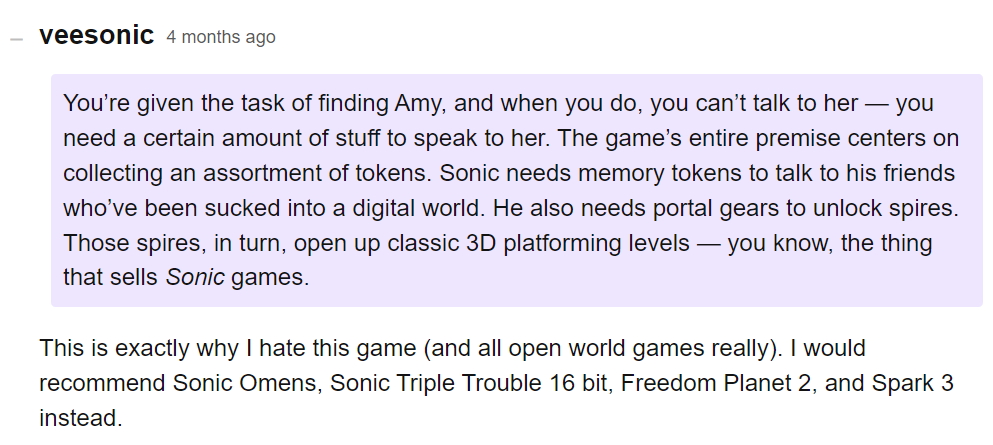 veesonic 4 months ago
You’re given the task of finding Amy, and when you do, you can’t talk to her — you
need a certain amount of stuff to speak to her. The game’s entire premise centers on
collecting an assortment of tokens. Sonic needs memory tokens to talk to his friends
who’ve been sucked into a digital world. He also needs portal gears to unlock spires.
Those spires, in turn, open up classic 3D platforming levels — you know, the thing
that sells Sonic games.
This is exactly why I hate this game (and all open world games really). I would
recommend Sonic Omens, Sonic Triple Trouble 16 bit, Freedom Planet 2, and Spark 3
instead.